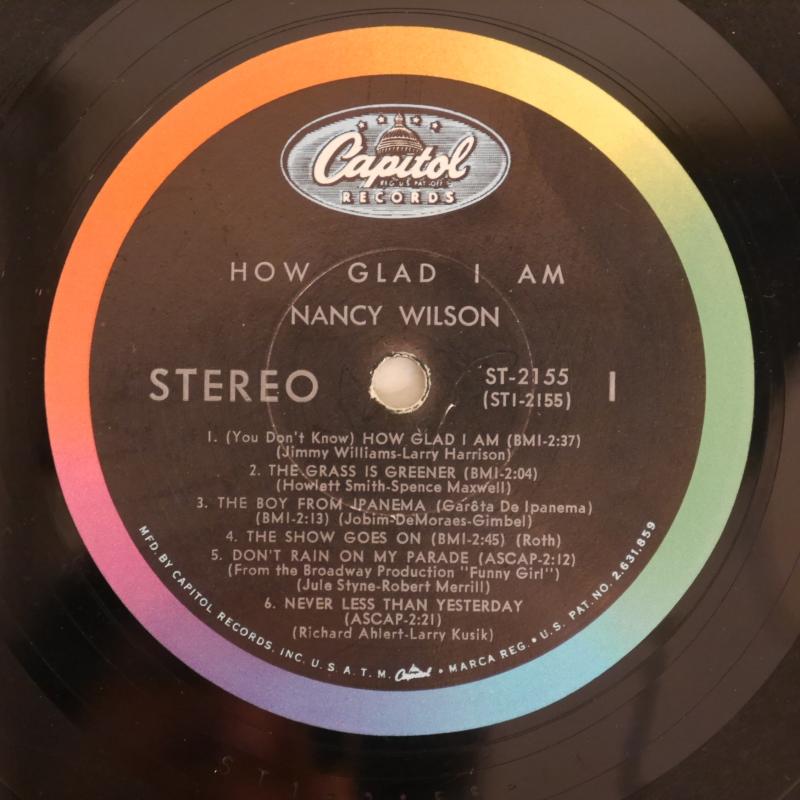 Capitol
REG. U.S. PAT. OFF.
RECORDS
HOW GLAD I AM
NANCY WILSON
STEREO
ST-2155
(ST1-2155)
1
1. (You Don't Know) HOW GLAD I AM (BMI-2:37)
(Jimmy Williams-Larry Harrison)
2. THE GRASS IS GREENER (BMI-2:04)
(Howlett Smith-Spence Maxwell)
3. THE BOY FROM IPANEMA (Garôta De Ipanema)
(BMI-2:13) (Jobim-DeMoraes-Gimbel)
4. THE SHOW GOES ON (BMI-2:45) (Roth)
5. DON'T RAIN ON MY PARADE (ASCAP-2:12)
(From the Broadway Production "Funny Girl")
(Jule Styne-Robert Merrill)
6. NEVER LESS THAN YESTERDAY
(ASCAP-2:21)
(Richard Ahlert-Larry Kusik)
MFD. BY CAPITOL RECORDS, INC. U. S. A. T. M. Capitol • MARCA REG. • U. S. PAT. NO. 2,631,859